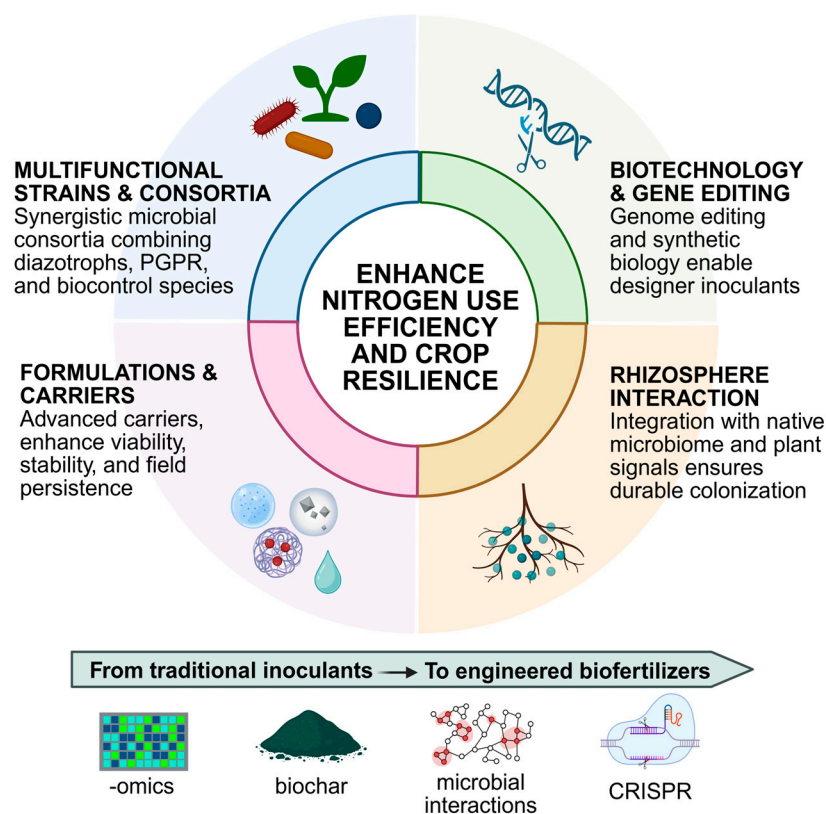 MULTIFUNCTIONAL
STRAINS & CONSORTIA
Synergistic microbial
consortia combining
diazotrophs, PGPR,
and biocontrol species
BIOTECHNOLOGY
& GENE EDITING
Genome editing
and synthetic
biology enable
designer inoculants
ENHANCE
NITROGEN USE
EFFICIENCY
AND CROP
RESILIENCE
FORMULATIONS &
CARRIERS
Advanced carriers,
enhance viability,
stability, and field
persistence
RHIZOSPHERE
INTERACTION
Integration with native
microbiome and plant
signals ensures
durable colonization
From traditional inoculants → To engineered biofertilizers
-omics
biochar
microbial
interactions
CRISPR